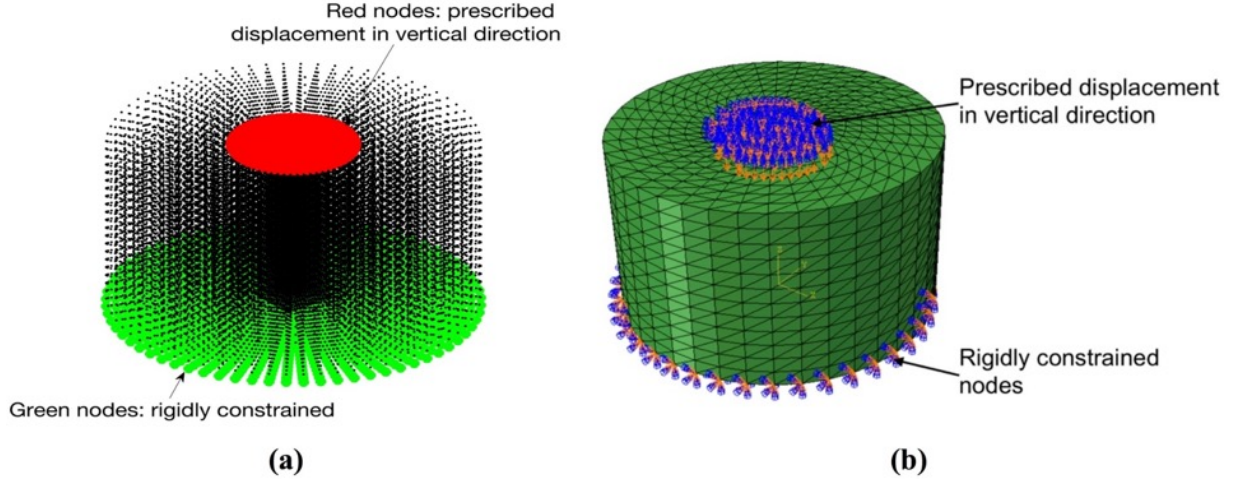 Red nodes: prescribed
displacement in vertical direction
Green nodes: rigidly constrained
(a)
Prescribed displacement
in vertical direction
Rigidly constrained
nodes
(b)